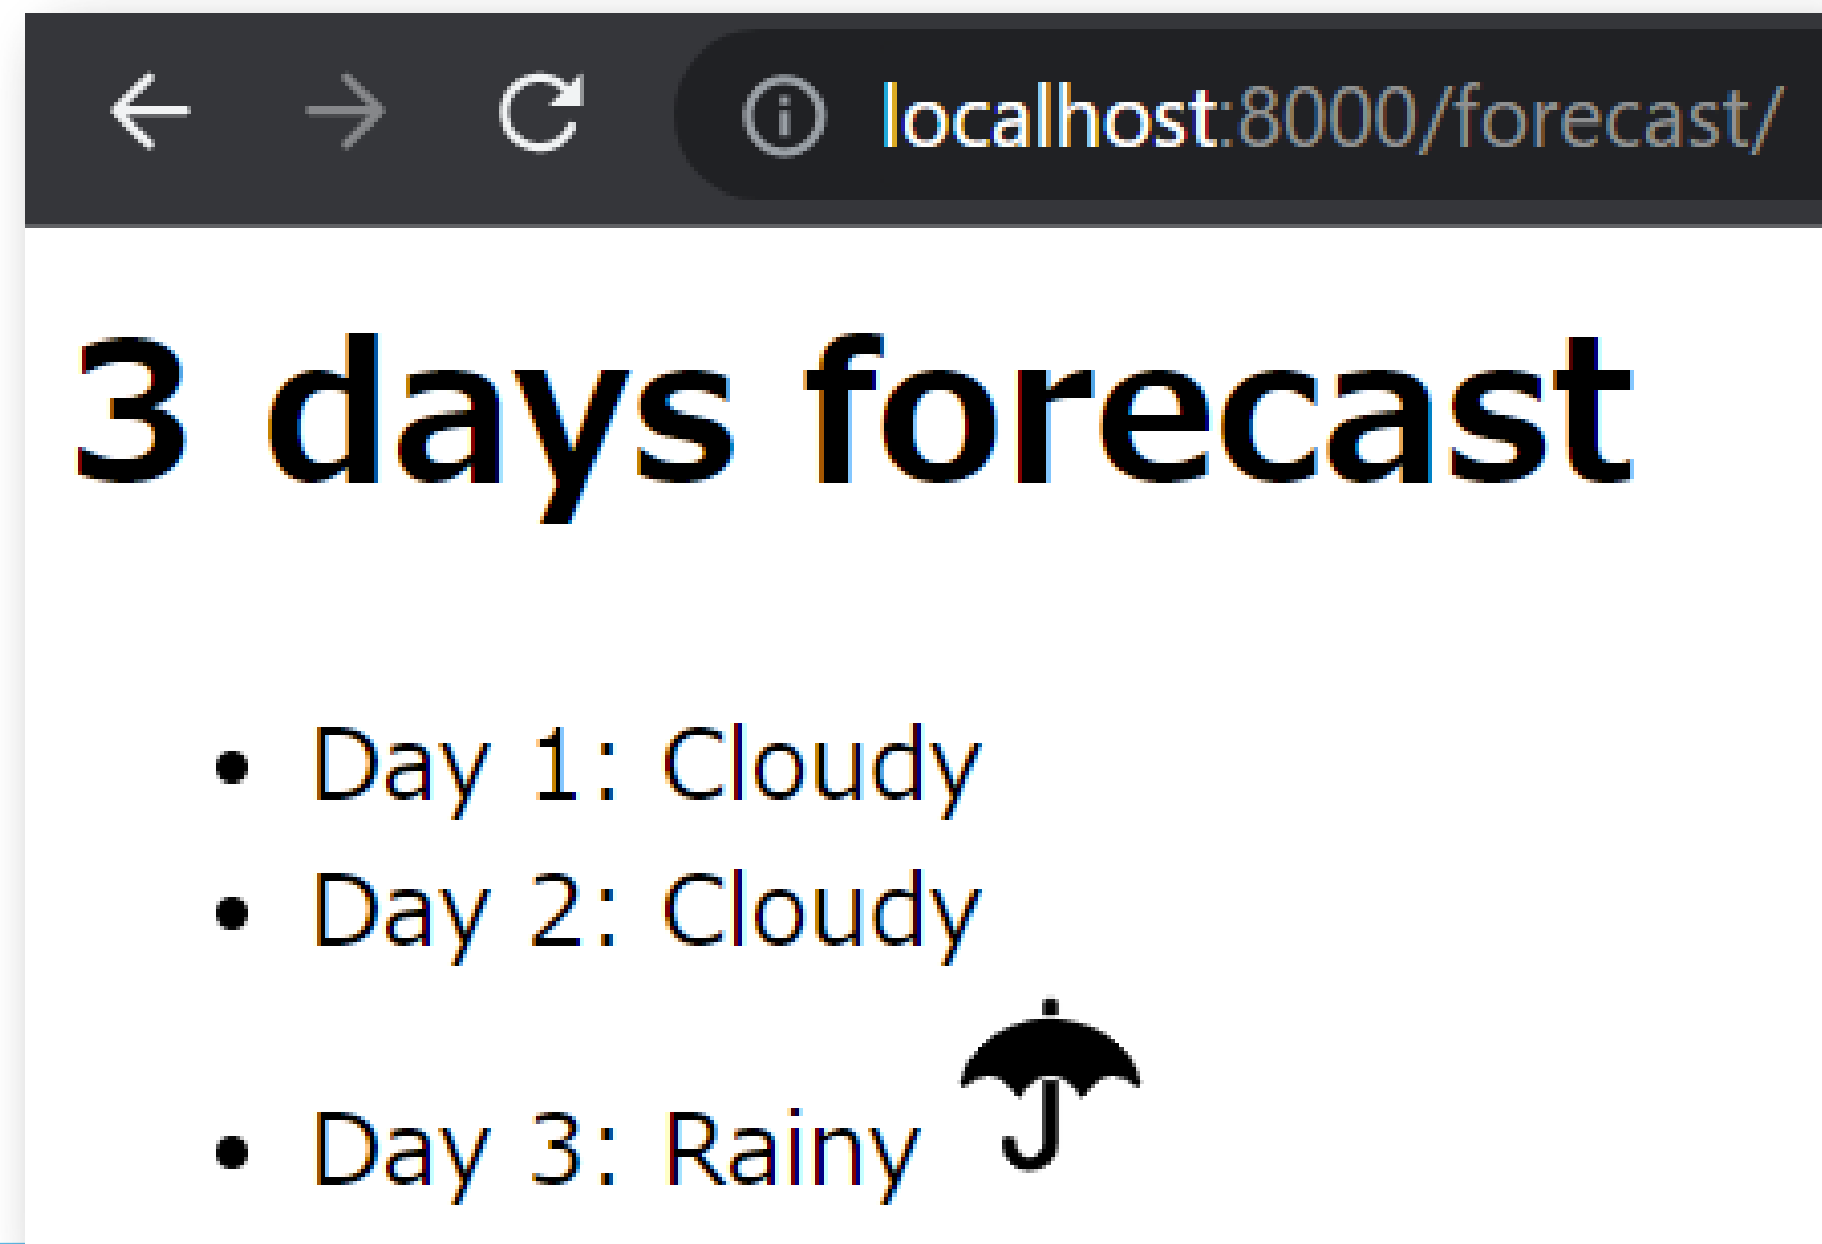 localhost:8000/forecast/
3 days forecast
• Day 1: Cloudy
• Day 2: Cloudy
• Day 3: Rainy